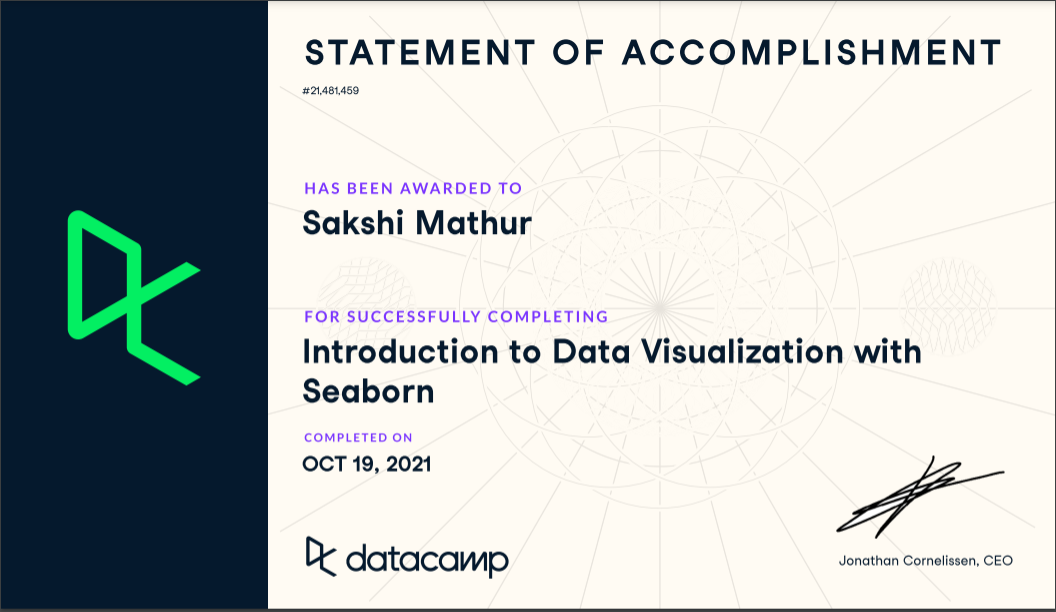 STATEMENT OF ACCOMPLISHMENT
#21,481,459
HAS BEEN AWARDED TO
Sakshi Mathur
FOR SUCCESSFULLY COMPLETING
Introduction to Data Visualization with
Seaborn
COMPLETED ON
OCT 19, 2021
datacamp
Jonathan Cornelissen, CEO